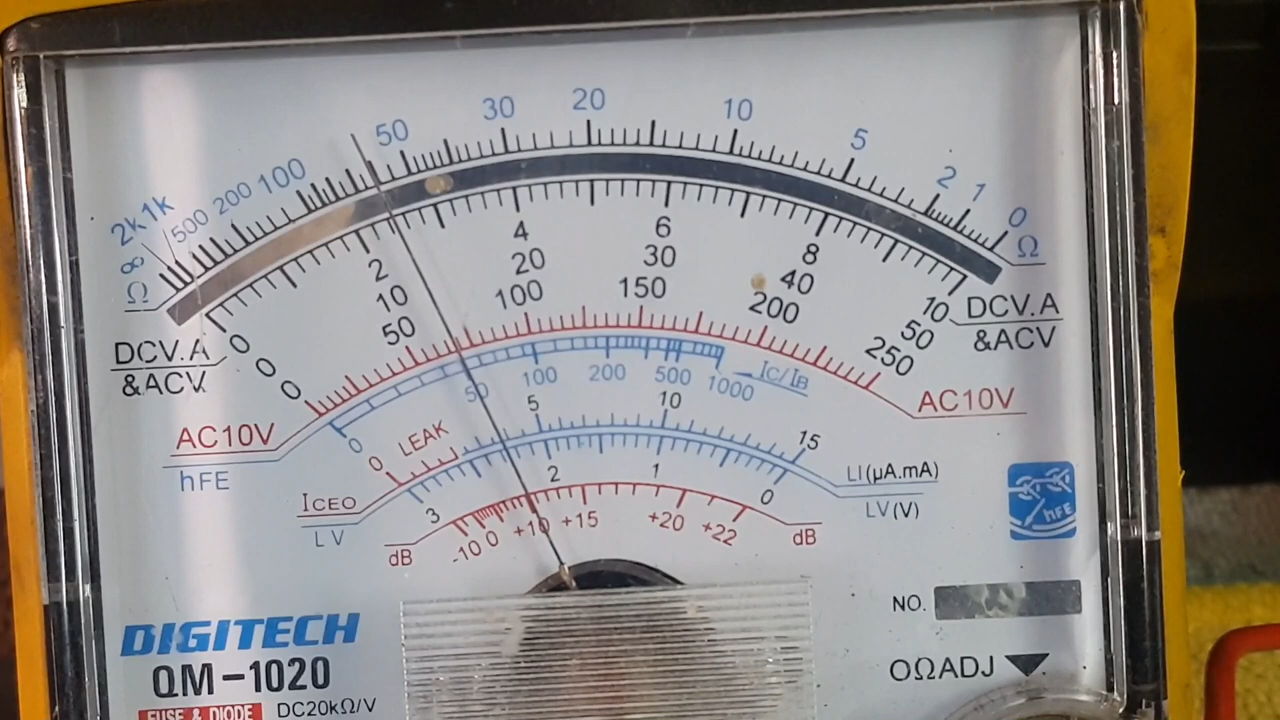 2k 1k 500 200 100 50 30 20 10 5 2 1 0
∞
Ω Ω
0 2 4 6 8 10
0 10 20 30 40 50
0 50 100 150 200 250
DCV.A
&ACV
DCV.A
&ACV
AC10V AC10V
hFE
0 50 100 200 500 1000 IC/IB
0 LEAK 5 10 15
ICEO
LV
LI(μA.mA)
LV(V)
3 2 1 0
dB -10 0 +10 +15 +20 +22 dB
hFE
NO.
DIGITECH
QM-1020
FUSE & DIODE DC20kΩ/V
OΩADJ